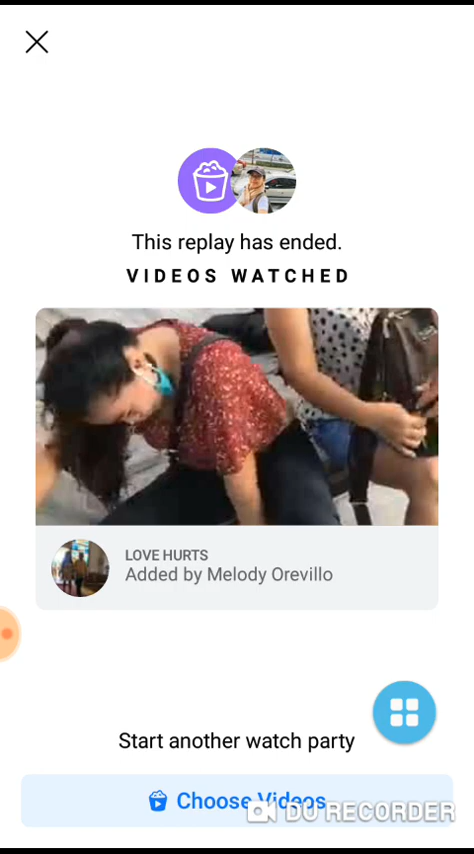 This replay has ended.
VIDEOS WATCHED
LOVE HURTS
Added by Melody Orevillo
Start another watch party
Choose Videos
DU RECORDER